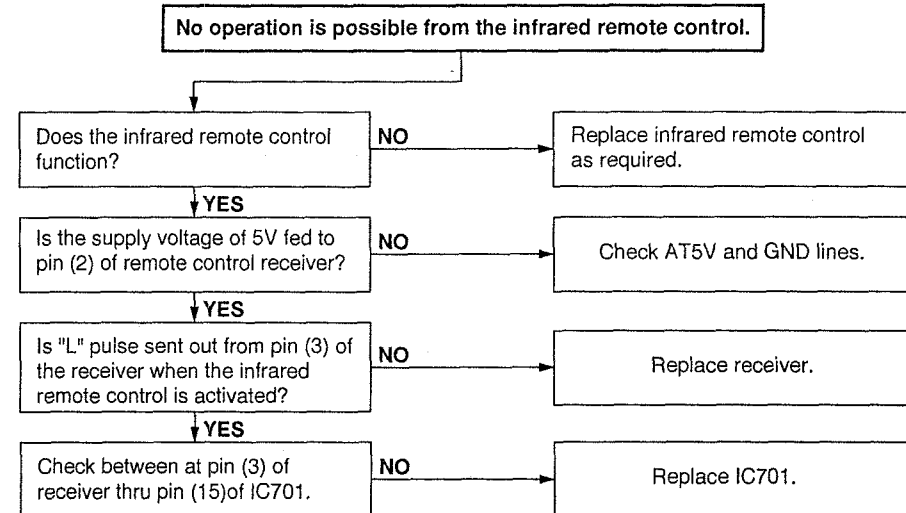 No operation is possible from the infrared remote control.
Does the infrared remote control
function?
NO
Replace infrared remote control
as required.
YES
Is the supply voltage of 5V fed to
pin (2) of remote control receiver?
NO
Check AT5V and GND lines.
YES
Is "L" pulse sent out from pin (3) of
the receiver when the infrared
remote control is activated?
NO
Replace receiver.
YES
Check between at pin (3) of
receiver thru pin (15)of IC701.
NO
Replace IC701.